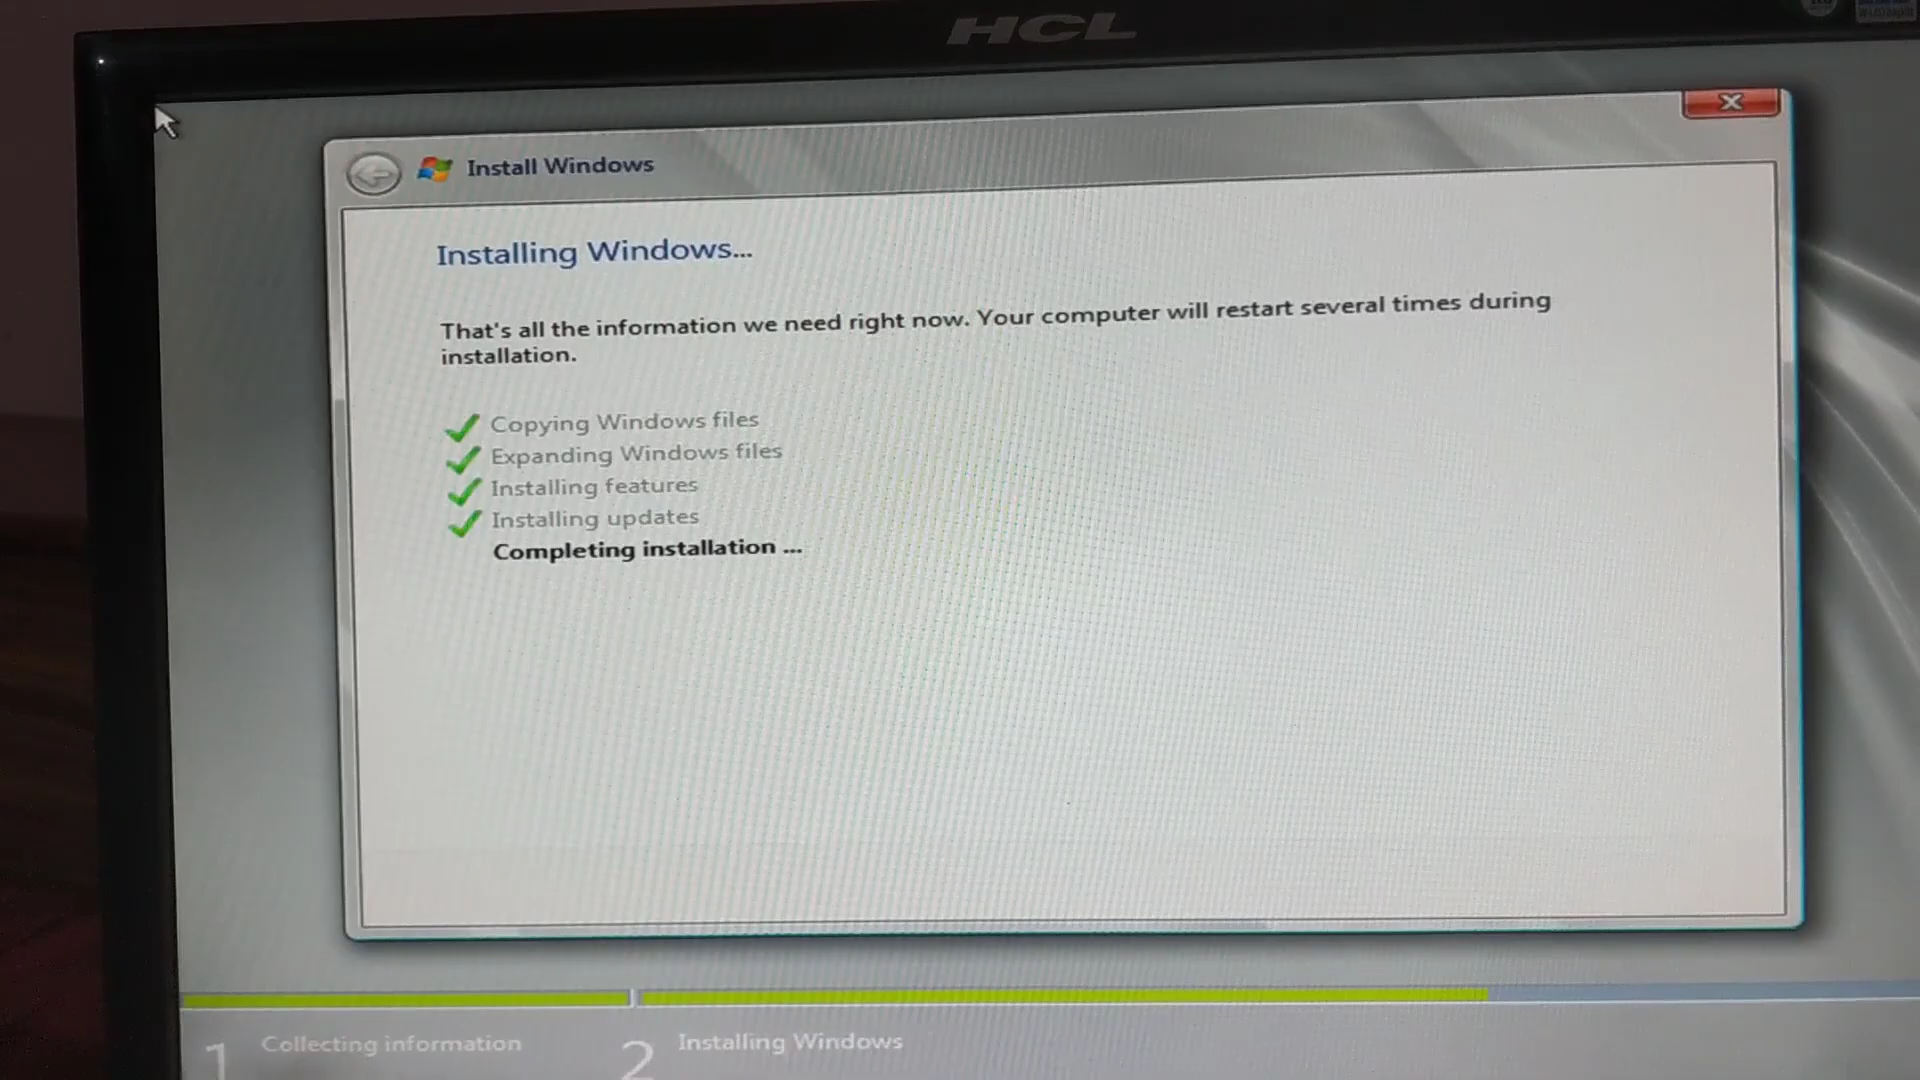 HCL
Install Windows
Installing Windows...
That's all the information we need right now. Your computer will restart several times during
installation.
Copying Windows files
Expanding Windows files
Installing features
Installing updates
Completing installation ...
1 Collecting information
2 Installing Windows